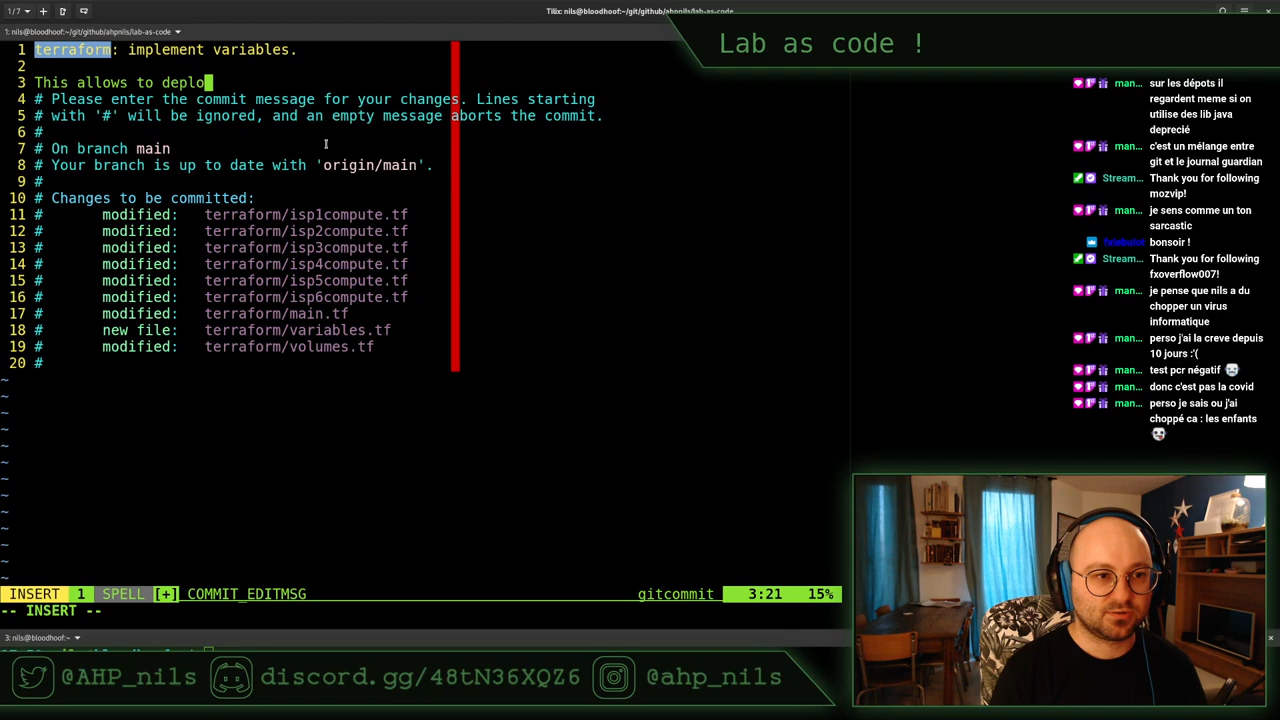 1/7
Tilix: nils@bloodhoof:~/git/github/ahpnils/lab-as-code
1: nils@bloodhoof:~/git/github/ahpnils/lab-as-code
1 terraform: implement variables.
2
3 This allows to deplo
4 # Please enter the commit message for your changes. Lines starting
5 # with '#' will be ignored, and an empty message aborts the commit.
6 #
7 # On branch main
8 # Your branch is up to date with 'origin/main'.
9 #
10 # Changes to be committed:
11 # modified: terraform/isp1compute.tf
12 # modified: terraform/isp2compute.tf
13 # modified: terraform/isp3compute.tf
14 # modified: terraform/isp4compute.tf
15 # modified: terraform/isp5compute.tf
16 # modified: terraform/isp6compute.tf
17 # modified: terraform/main.tf
18 # new file: terraform/variables.tf
19 # modified: terraform/volumes.tf
20 #
~
~
~
~
~
~
~
~
~
~
~
~
~
INSERT 1 SPELL [+] COMMIT_EDITMSG gitcommit 3:21 15%
-- INSERT --
3: nils@bloodhoof:~
Lab as code !
man... sur les dépots il
regardent meme si on
utilise des lib java
deprecié
man... c'est un mélange entre
git et le journal guardian
Stream... Thank you for following
mozvip!
man... je sens comme un ton
sarcastic
fxlebulot bonsoir !
Stream... Thank you for following
fxoverflow007!
man... je pense que nils a du
chopper un virus
informatique
man... perso j'ai la creve depuis
10 jours :'(
man... test pcr négatif
man... donc c'est pas la covid
man... perso je sais ou j'ai
choppé ca : les enfants
@AHP_nils
discord.gg/48tN36XQZ6
@ahp_nils